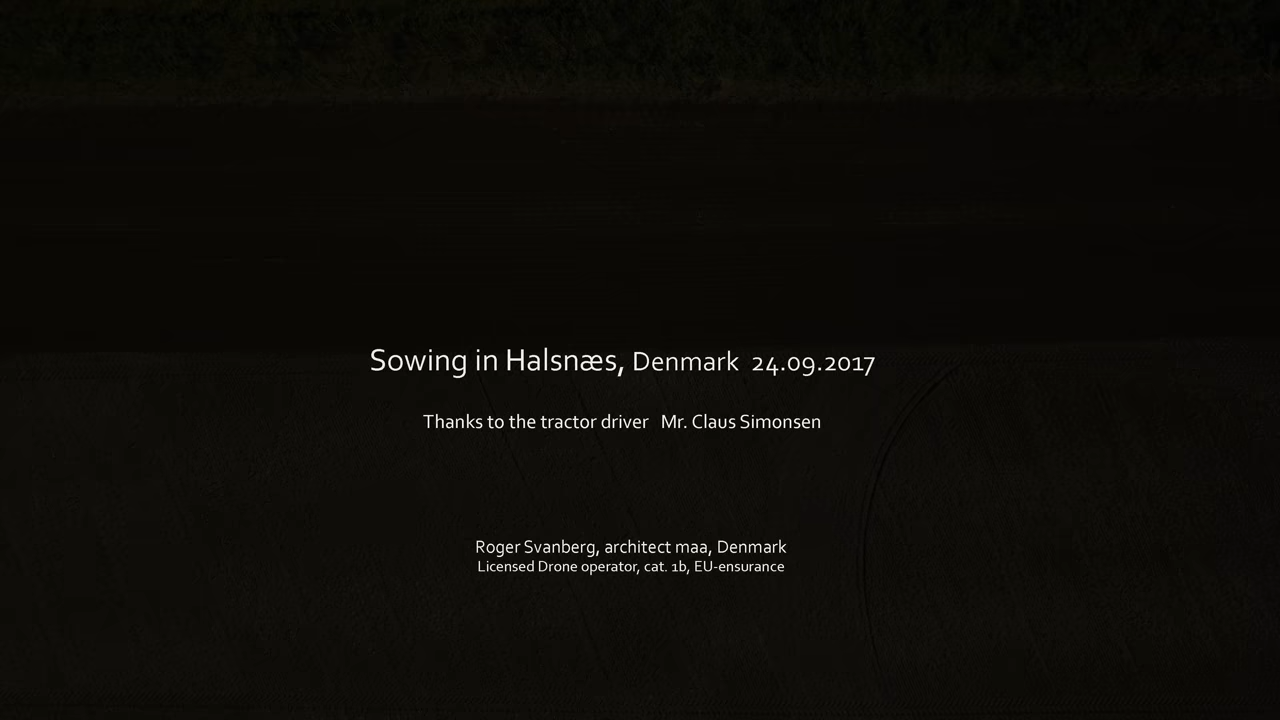 Sowing in Halsnæs, Denmark 24.09.2017
Thanks to the tractor driver Mr. Claus Simonsen
Roger Svanberg, architect maa, Denmark
Licensed Drone operator, cat. 1b, EU-ensurance